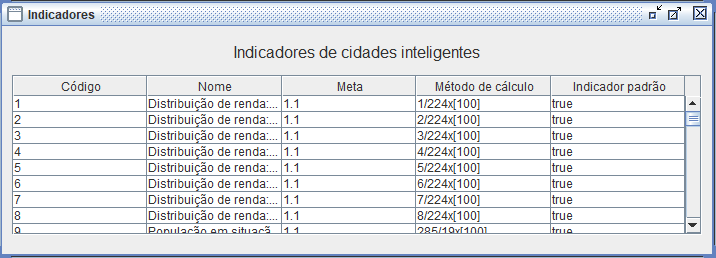 Indicadores
Indicadores de cidades inteligentes
Código Nome Meta Método de cálculo Indicador padrão
1 Distribuição de renda:... 1.1 1/224x[100] true
2 Distribuição de renda:... 1.1 2/224x[100] true
3 Distribuição de renda:... 1.1 3/224x[100] true
4 Distribuição de renda:... 1.1 4/224x[100] true
5 Distribuição de renda:... 1.1 5/224x[100] true
6 Distribuição de renda:... 1.1 6/224x[100] true
7 Distribuição de renda:... 1.1 7/224x[100] true
8 Distribuição de renda:... 1.1 8/224x[100] true
9 População em situaçã... 1.1 285/19x[100] true